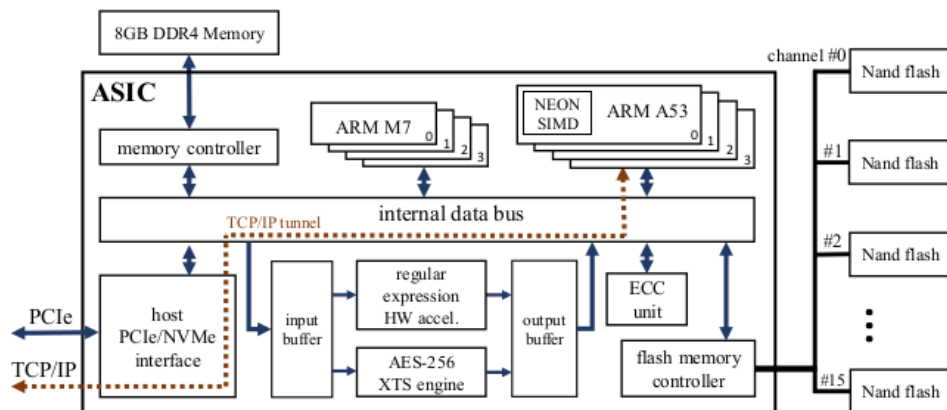 8GB DDR4 Memory
ASIC
memory controller
ARM M7
0
1
2
3
NEON
SIMD
ARM A53
0
1
2
3
channel #0
Nand flash
#1
Nand flash
#2
Nand flash
#15
Nand flash
internal data bus
TCP/IP tunnel
PCIe
TCP/IP
host
PCIe/NVMe
interface
input
buffer
regular
expression
HW accel.
AES-256
XTS engine
output
buffer
ECC
unit
flash memory
controller